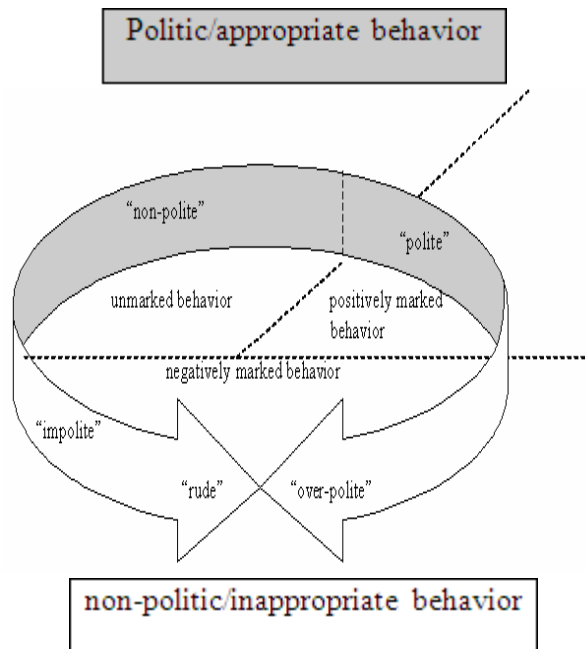 Politic/appropriate behavior
“non-polite”
“polite”
unmarked behavior
positively marked
behavior
negatively marked behavior
“impolite”
“rude”
“over-polite”
non-politic/inappropriate behavior